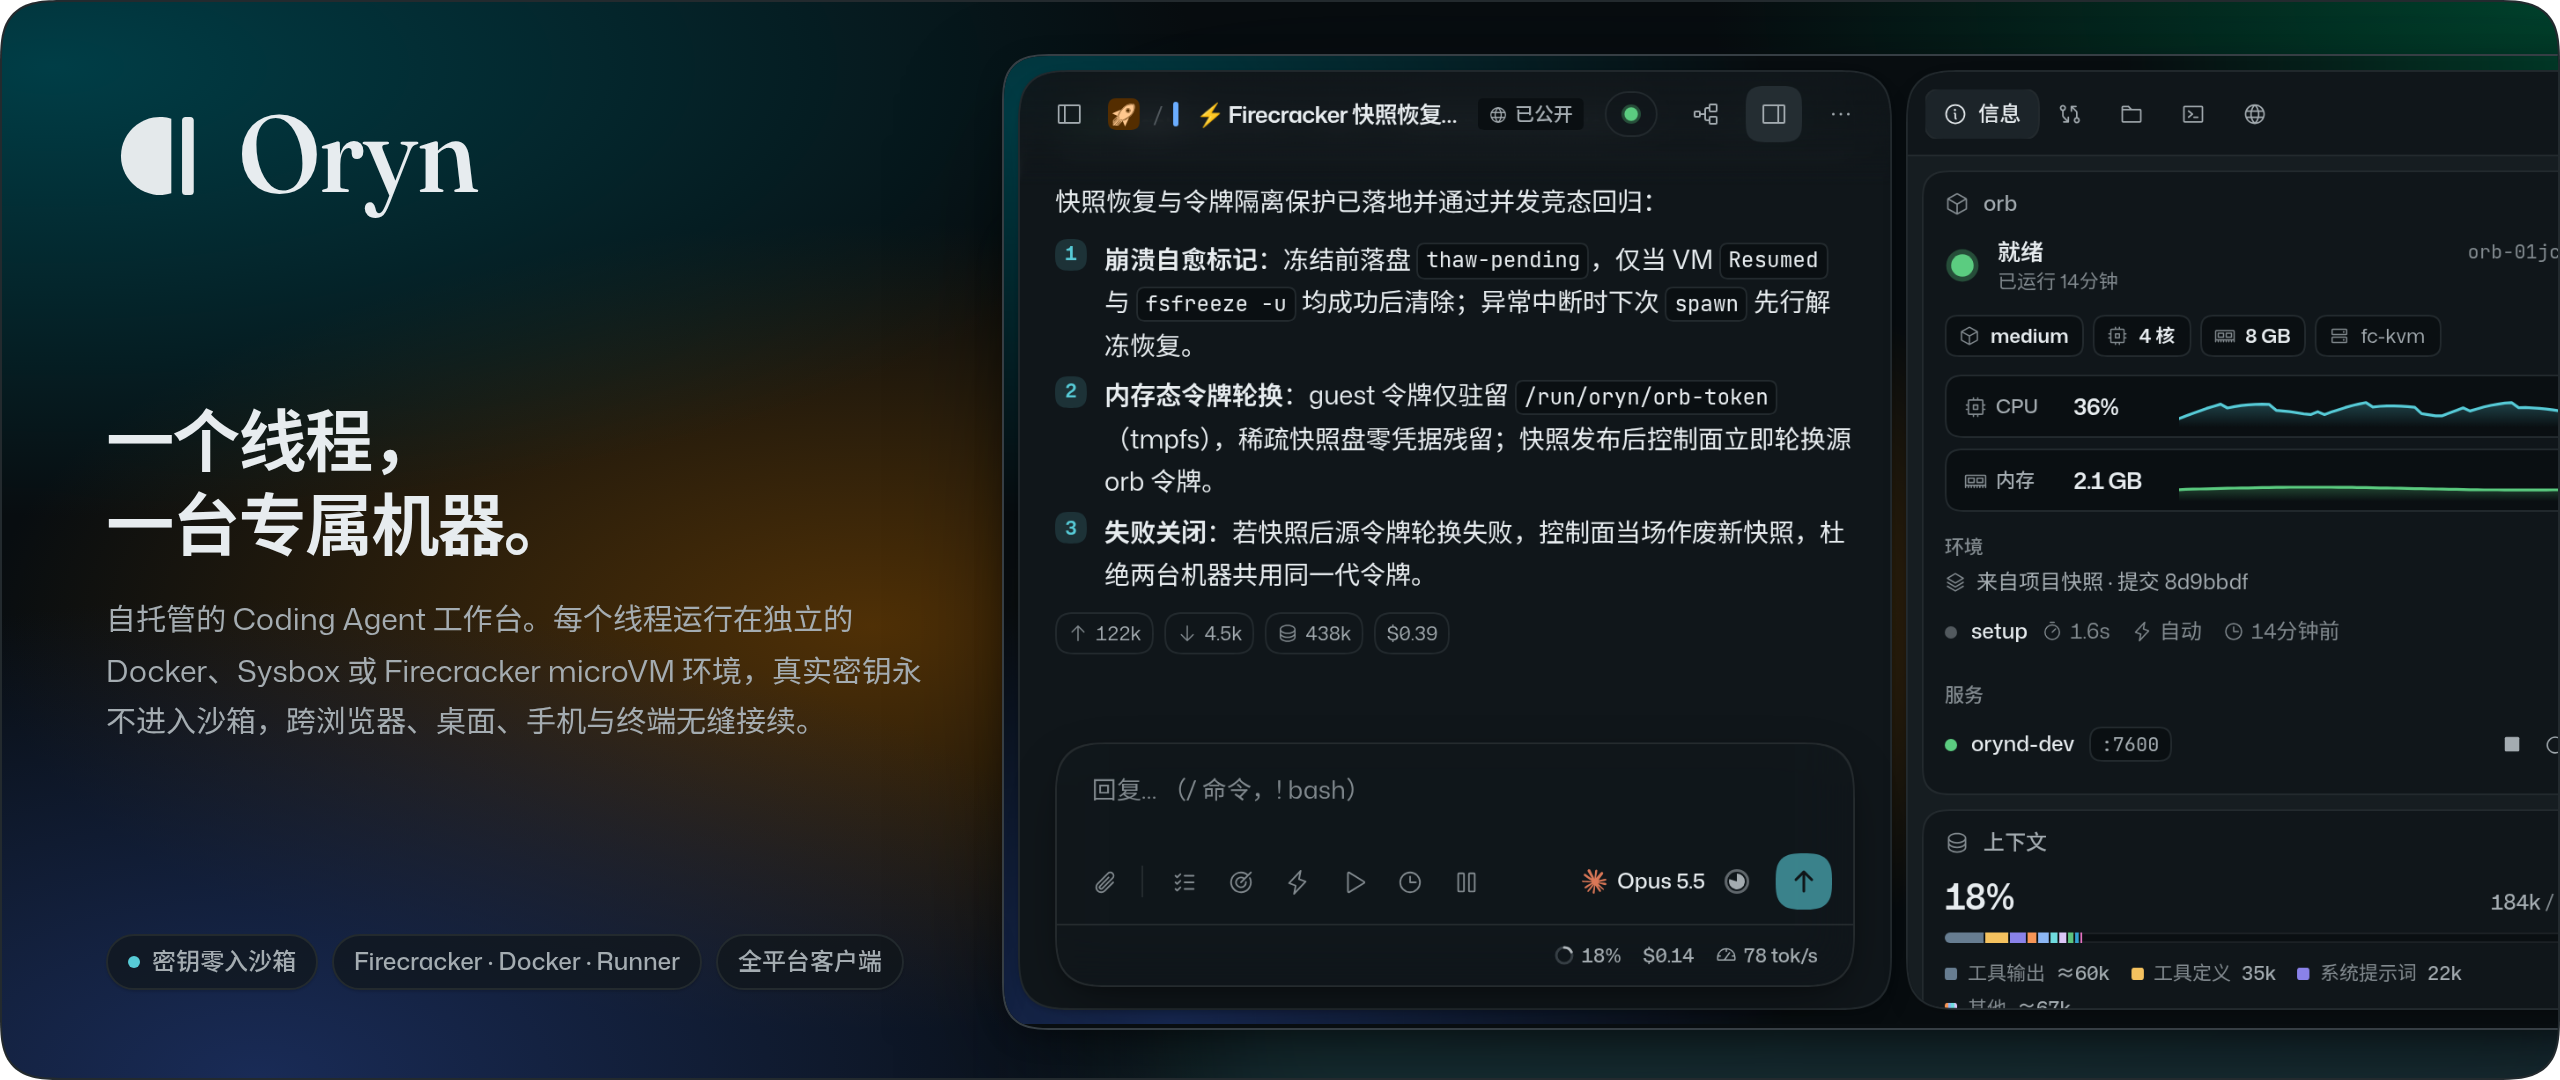 Oryn
一个线程，
一台专属机器。
自托管的 Coding Agent 工作台。每个线程运行在独立的
Docker、Sysbox 或 Firecracker microVM 环境，真实密钥永
不进入沙箱，跨浏览器、桌面、手机与终端无缝接续。
密钥零入沙箱
Firecracker · Docker · Runner
全平台客户端
/ ⚡ Firecracker 快照恢复... 已公开
快照恢复与令牌隔离保护已落地并通过并发竞态回归：
1 崩溃自愈标记：冻结前落盘 thaw-pending ，仅当 VM Resumed
与 fsfreeze -u 均成功后清除；异常中断时下次 spawn 先行解
冻恢复。
2 内存态令牌轮换：guest 令牌仅驻留 /run/oryn/orb-token
（tmpfs），稀疏快照盘零凭据残留；快照发布后控制面立即轮换源
orb 令牌。
3 失败关闭：若快照后源令牌轮换失败，控制面当场作废新快照，杜
绝两台机器共用同一代令牌。
↑ 122k ↓ 4.5k 438k $0.39
回复... （/ 命令，! bash）
Opus 5.5
18% $0.14 78 tok/s
信息
orb
就绪 orb-01jc
已运行 14分钟
medium 4 核 8 GB fc-kvm
CPU 36%
内存 2.1 GB
环境
来自项目快照 · 提交 8d9bbdf
setup 1.6s 自动 14分钟前
服务
orynd-dev :7600
上下文
18% 184k /
工具输出 ≈60k 工具定义 35k 系统提示词 22k
其他 ≈67k